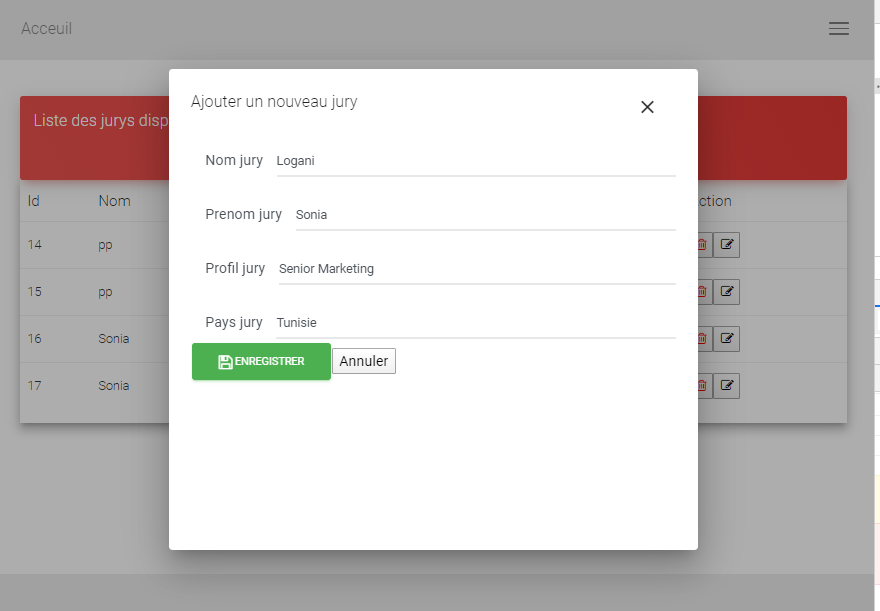 Acceuil
Ajouter un nouveau jury
Liste des jurys disp
Nom jury Logani
Prenom jury Sonia
Profil jury Senior Marketing
Pays jury Tunisie
ENREGISTRER Annuler
Id Nom ction
14 pp
15 pp
16 Sonia
17 Sonia